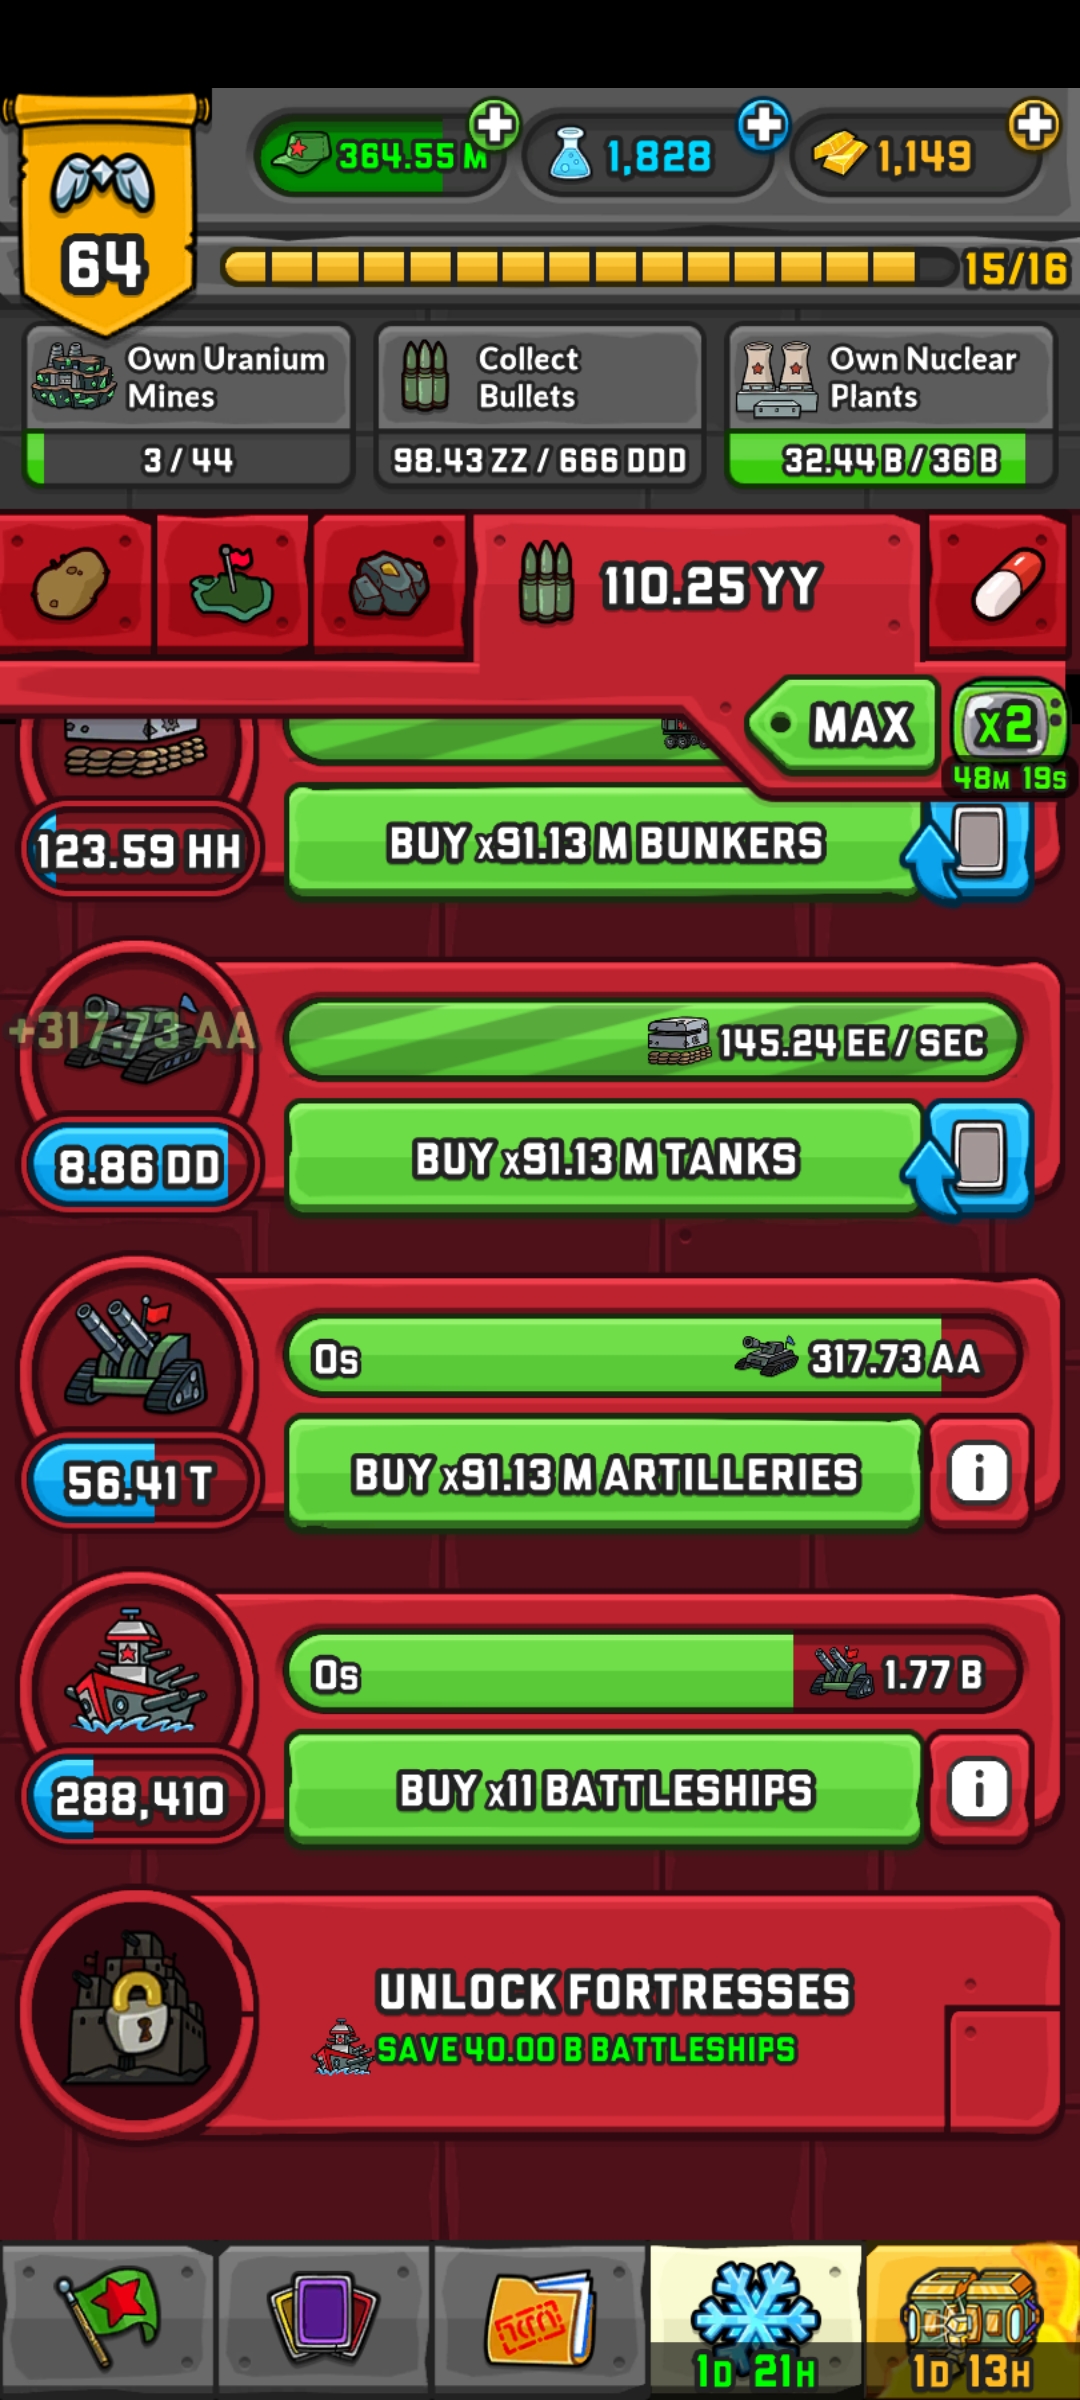 364.55 M
1,828
1,149
64
15/16
Own Uranium
Mines
3 / 44
Collect
Bullets
98.43 ZZ / 666 DDD
Own Nuclear
Plants
32.44 B / 36 B
110.25 YY
MAX
X2
48M 19S
123.59 HH
BUY x91.13 M BUNKERS
+317.73 AA
145.24 EE / SEC
8.86 DD
BUY x91.13 M TANKS
0s
317.73 AA
56.41 T
BUY x91.13 M ARTILLERIES
i
0s
1.77 B
288,410
BUY x11 BATTLESHIPS
i
UNLOCK FORTRESSES
SAVE 40.00 B BATTLESHIPS
1D 21H
1D 13H